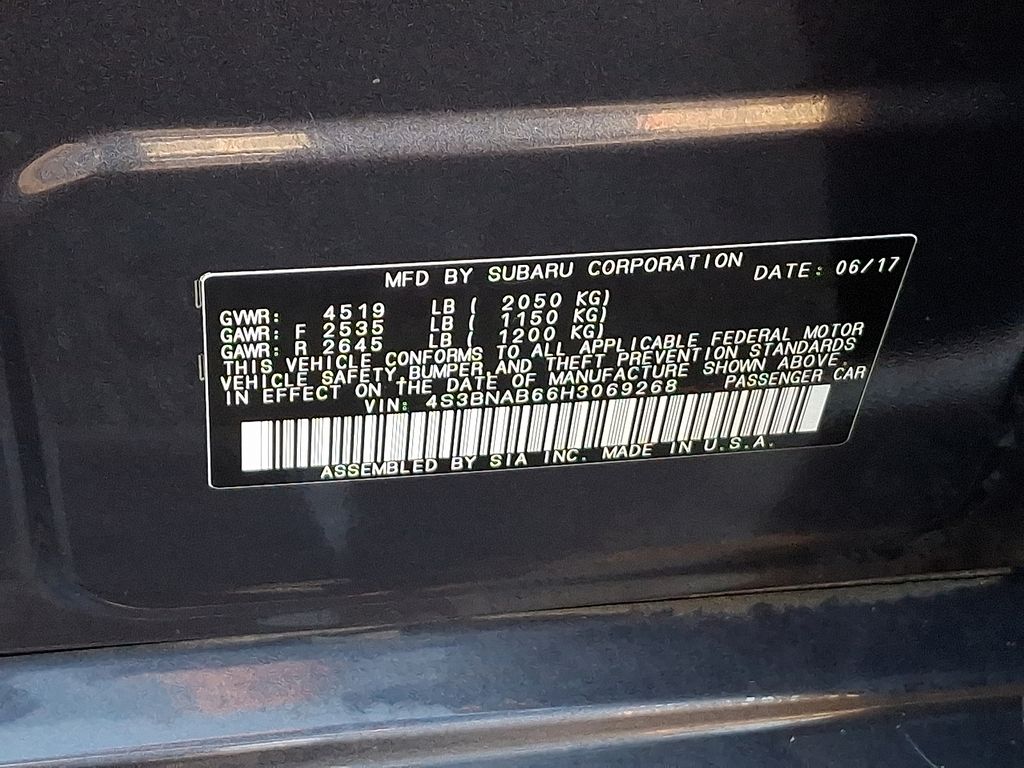 MFD BY SUBARU CORPORATION DATE: 06/17
GVWR: 4519 LB ( 2050 KG)
GAWR: F 2535 LB ( 1150 KG)
GAWR: R 2645 LB ( 1200 KG)
THIS VEHICLE CONFORMS TO ALL APPLICABLE FEDERAL MOTOR
VEHICLE SAFETY BUMPER AND THEFT PREVENTION STANDARDS
IN EFFECT ON THE DATE OF MANUFACTURE SHOWN ABOVE.
VIN: 4S3BNAB66H3069268 PASSENGER CAR
ASSEMBLED BY SIA INC. MADE IN U.S.A.